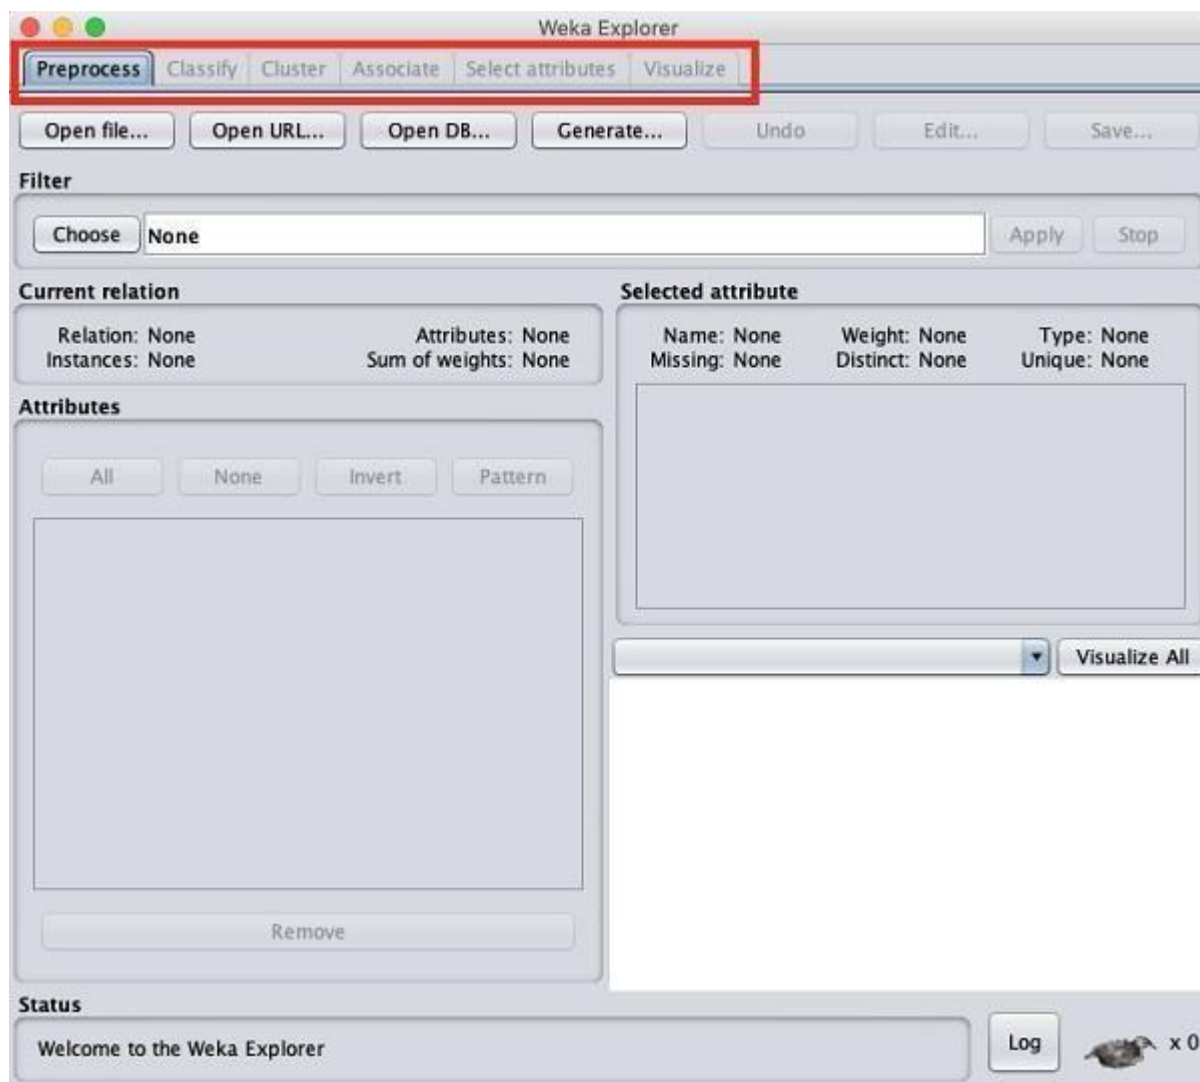 Weka Explorer
Preprocess Classify Cluster Associate Select attributes Visualize
Open file... Open URL... Open DB... Generate... Undo Edit... Save...
Filter
Choose None Apply Stop
Current relation
Relation: None Attributes: None
Instances: None Sum of weights: None
Selected attribute
Name: None Weight: None Type: None
Missing: None Distinct: None Unique: None
Attributes
All None Invert Pattern
Remove
Visualize All
Status
Welcome to the Weka Explorer
Log x 0